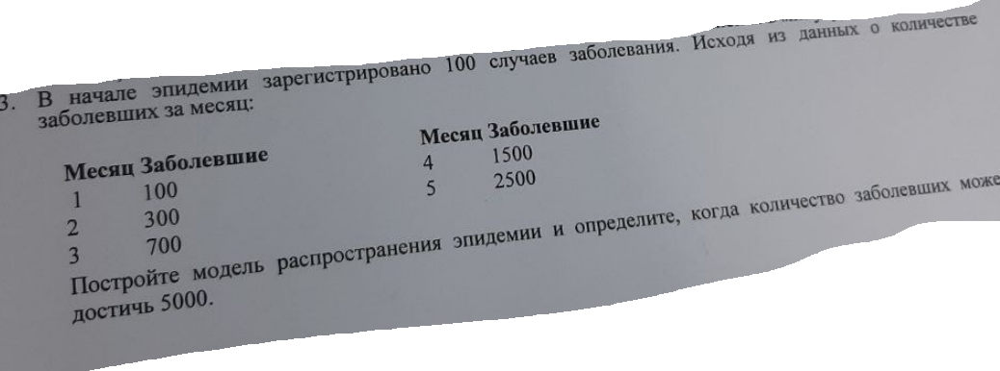 3. В начале эпидемии зарегистрировано 100 случаев заболевания. Исходя из данных о количестве
заболевших за месяц:
Месяц Заболевшие
1 100
2 300
3 700
Месяц Заболевшие
4 1500
5 2500
Постройте модель распространения эпидемии и определите, когда количество заболевших може
достичь 5000.